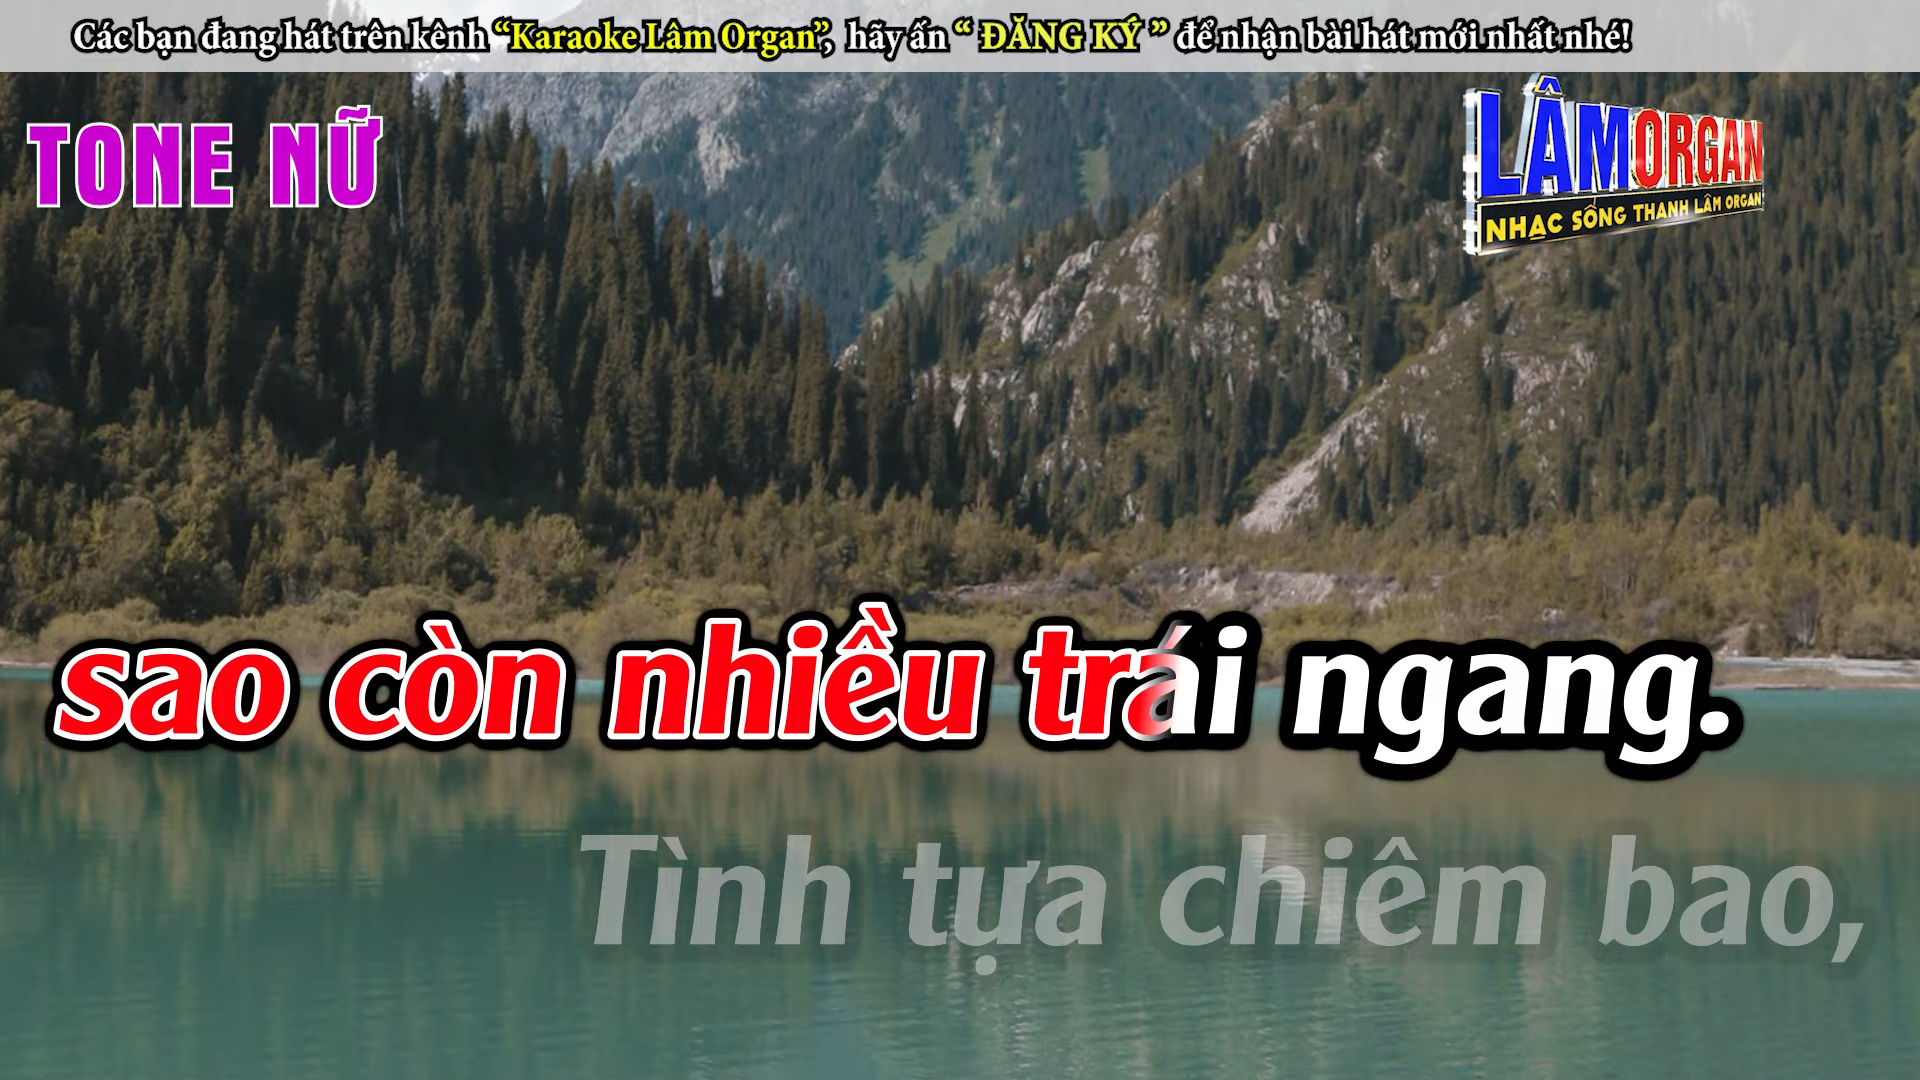 Các bạn đang hát trên kênh “Karaoke Lâm Organ”, hãy ấn “ ĐĂNG KÝ ” để nhận bài hát mới nhất nhé!
TONE NỮ
LÂMORGAN
NHẠC SỐNG THANH LÂM ORGAN
sao còn nhiều trái ngang.
Tình tựa chiêm bao,